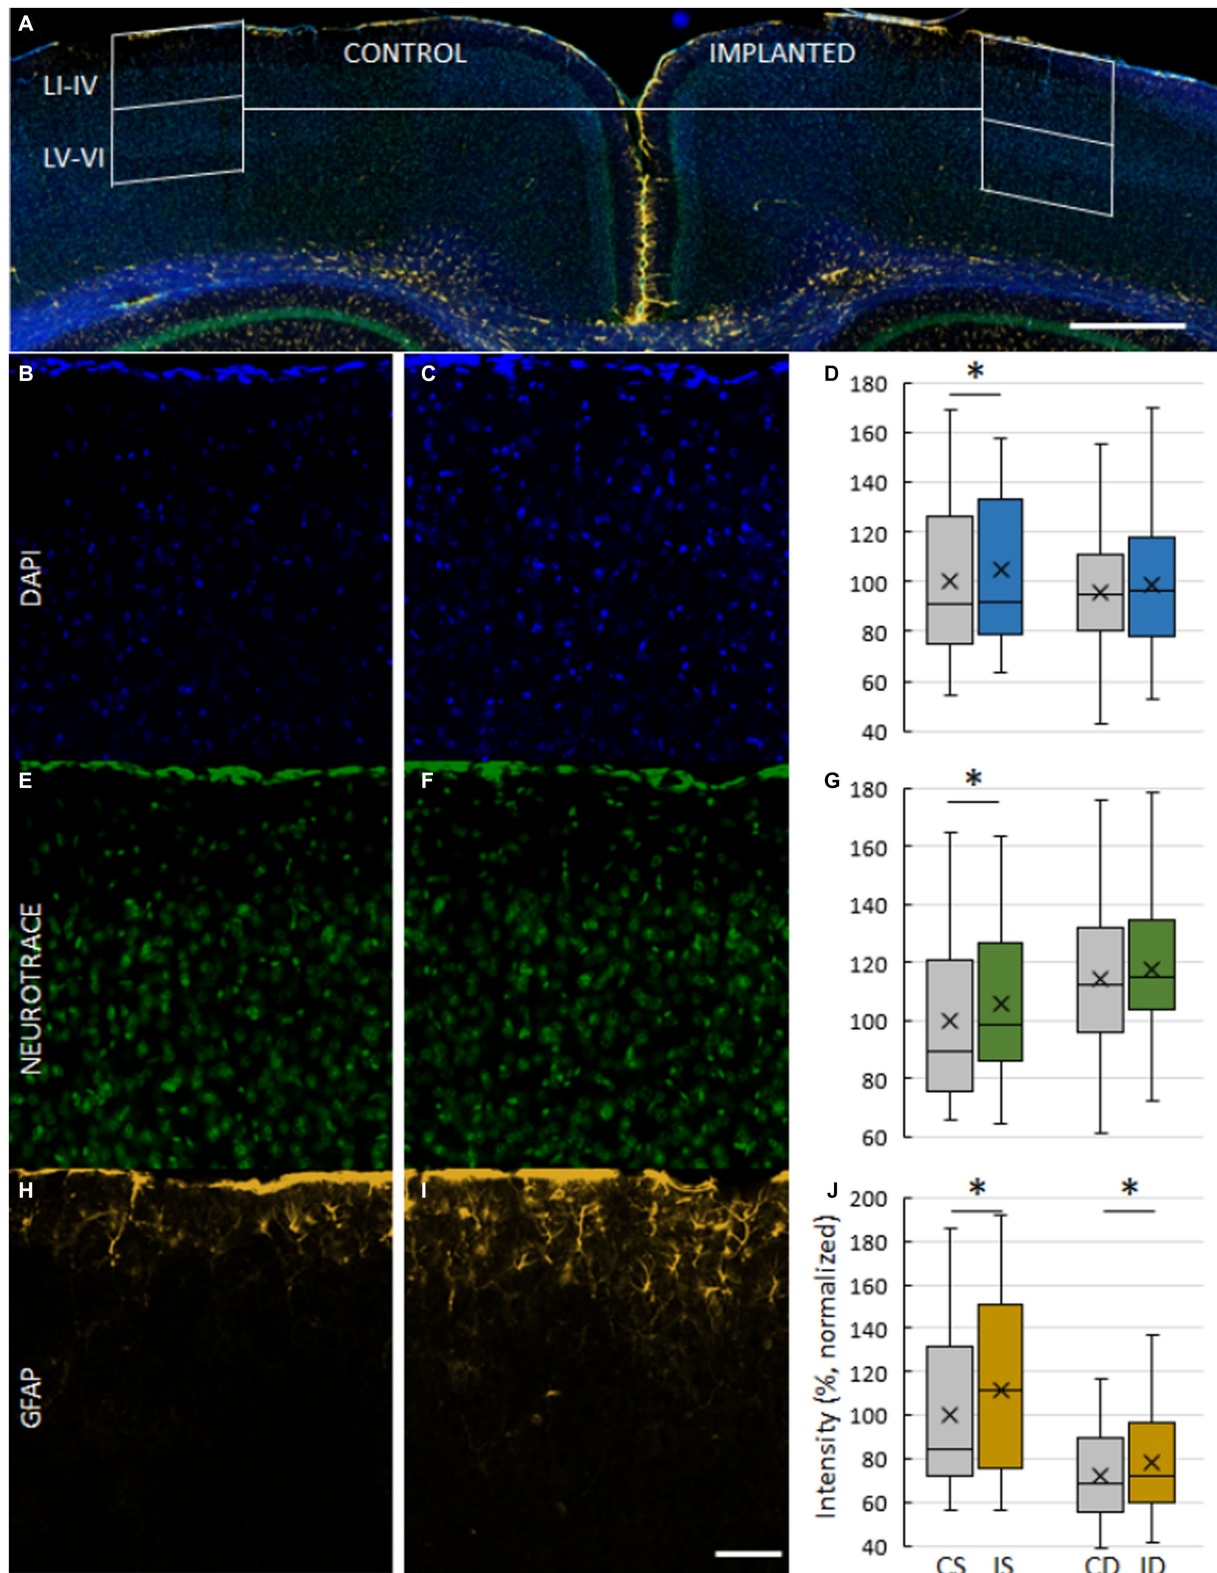 A
CONTROL
IMPLANTED
LI-IV
LV-VI
B
C
D
DAPI
*
180
160
140
120
100
80
60
40
E
F
G
NEUROTRACE
*
180
160
140
120
100
80
60
H
I
J
GFAP
* *
Intensity (%, normalized)
200
180
160
140
120
100
80
60
40
CS IS CD ID